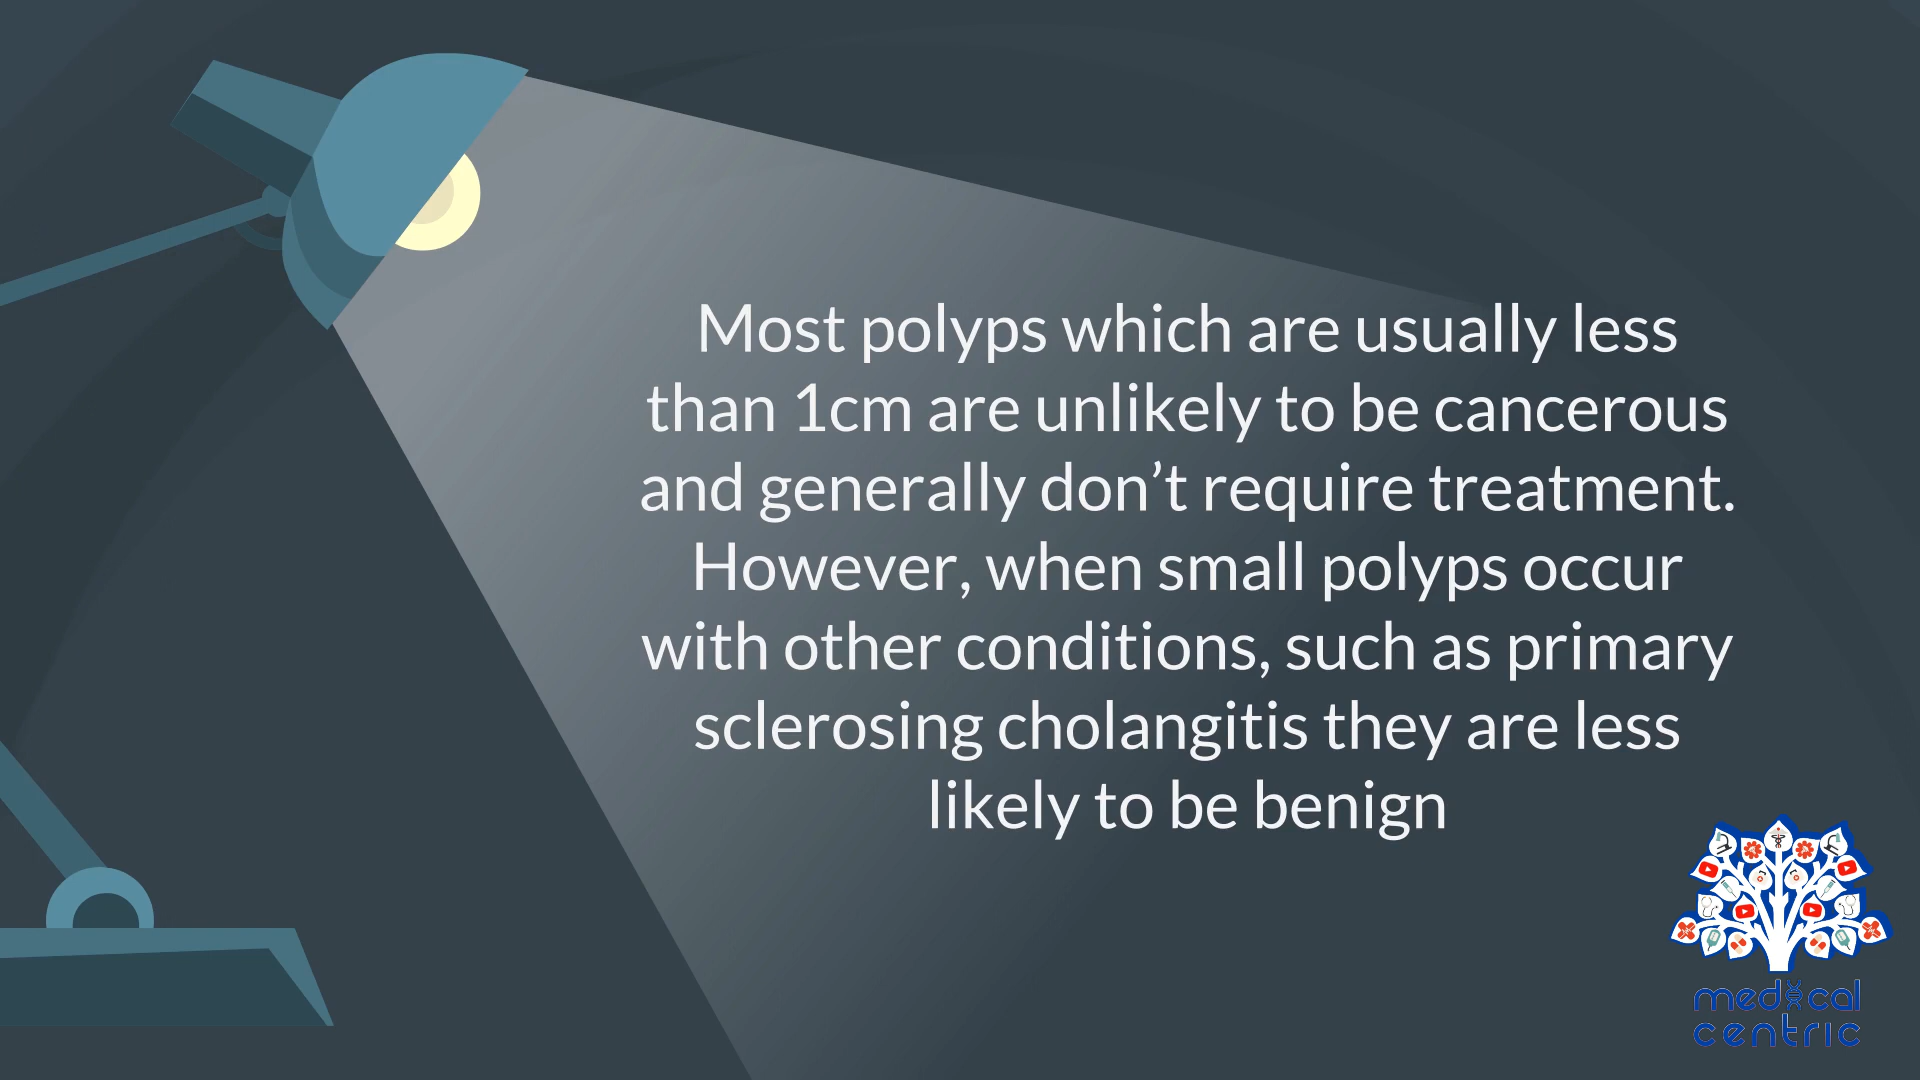 Most polyps which are usually less
than 1cm are unlikely to be cancerous
and generally don’t require treatment.
However, when small polyps occur
with other conditions, such as primary
sclerosing cholangitis they are less
likely to be benign
medical
centric